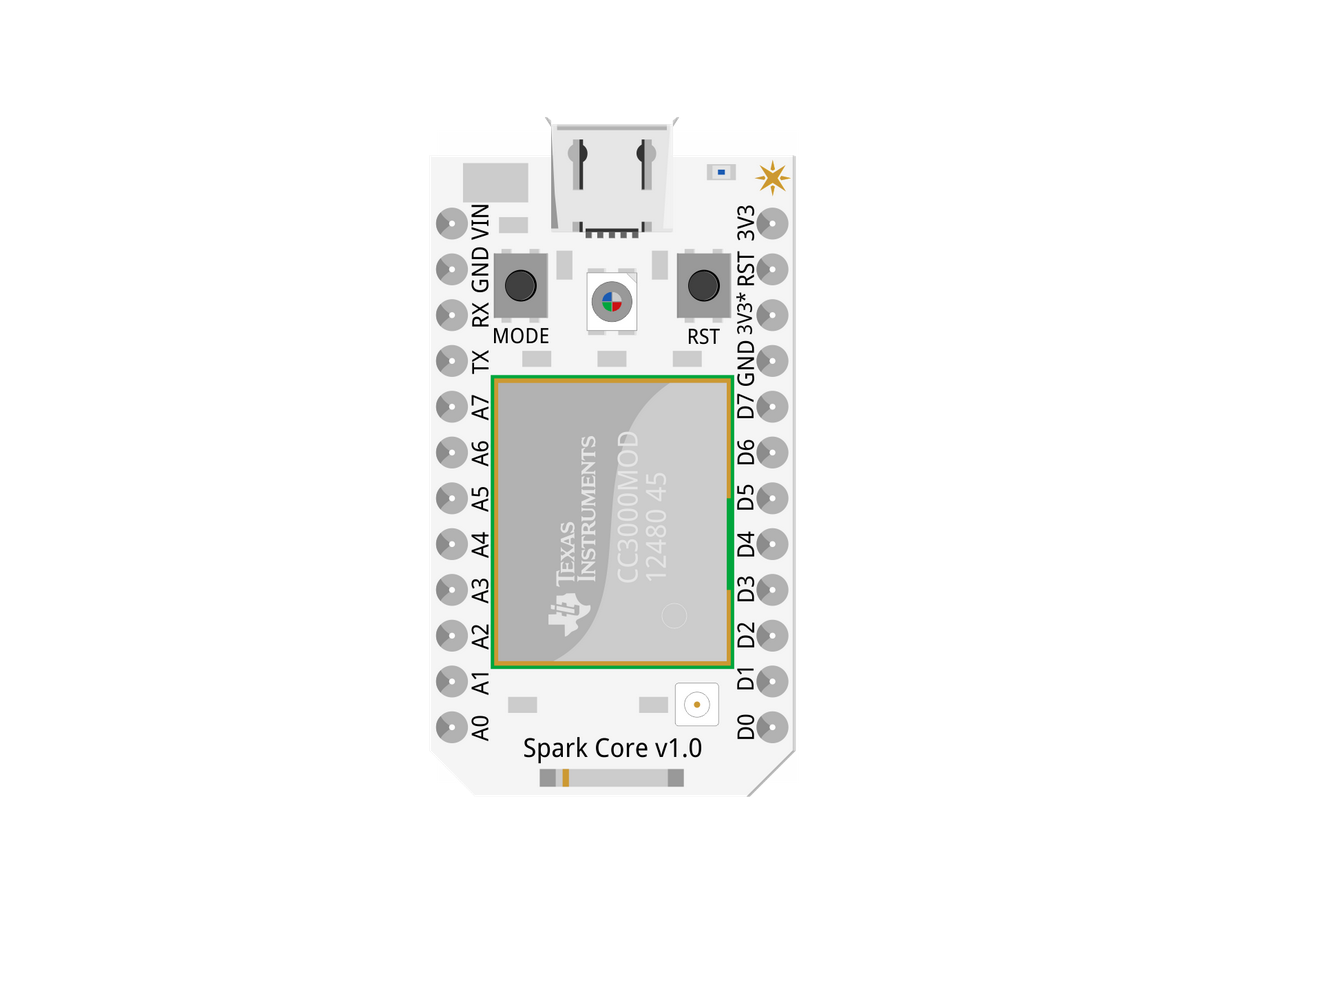 VIN
GND
RX
TX
A7
A6
A5
A4
A3
A2
A1
A0
MODE
RST
3V3
RST
3V3*
GND
D7
D6
D5
D4
D3
D2
D1
D0
TEXAS
INSTRUMENTS
CC3000MOD
12480 45
Spark Core v1.0